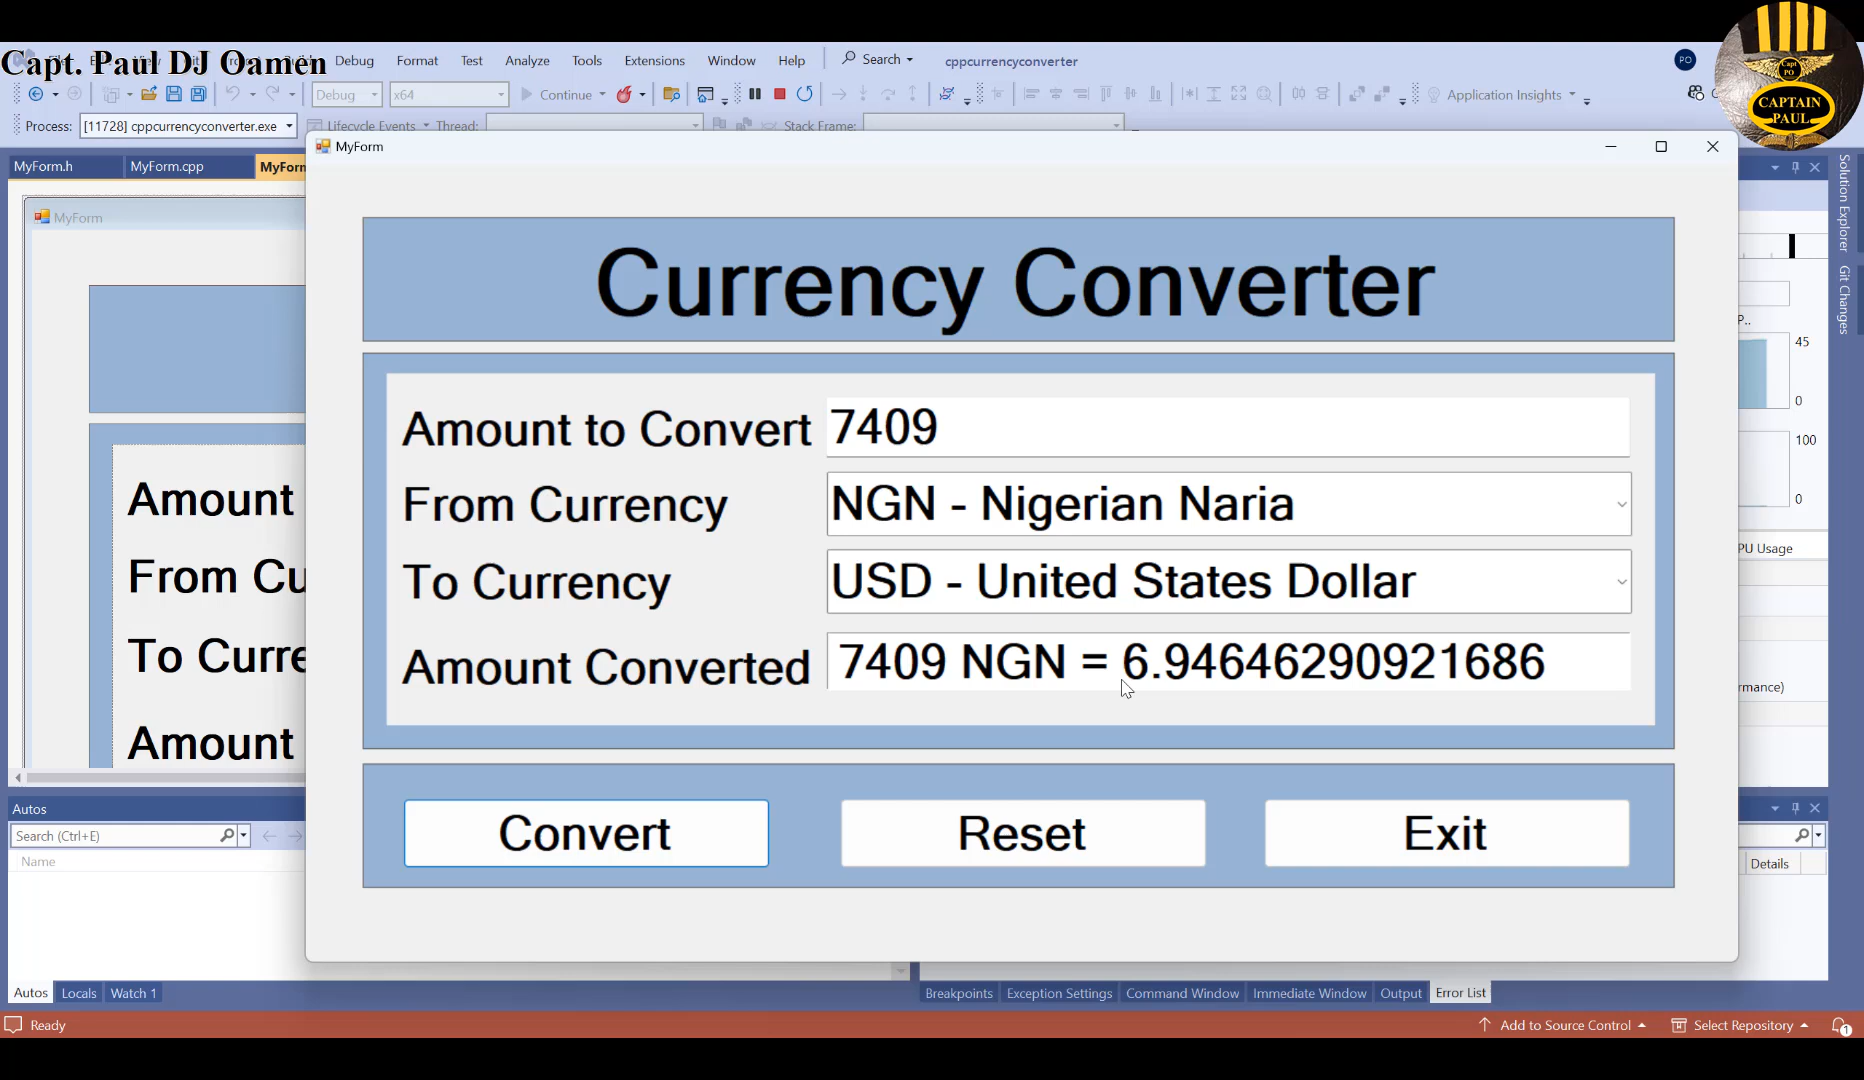 Capt. Paul DJ Oamen
Debug Format Test Analyze Tools Extensions Window Help Search cppcurrencyconverter
PO
Debug x64 Continue Application Insights
Process: [11728] cppcurrencyconverter.exe Lifecycle Events Thread: Stack Frame:
Capt
PO
CAPTAIN
PAUL
MyForm.h MyForm.cpp MyForm
MyForm
MyForm
Solution Explorer
Git Changes
Currency Converter
Amount to Convert 7409
From Currency NGN - Nigerian Naria
To Currency USD - United States Dollar
Amount Converted 7409 NGN = 6.94646290921686
Convert Reset Exit
Amount
From Cu
To Curre
Amount
P..
45
0
100
0
PU Usage
rmance)
Autos
Search (Ctrl+E)
Name
Details
Autos Locals Watch 1
Breakpoints Exception Settings Command Window Immediate Window Output Error List
Ready
Add to Source Control Select Repository 1